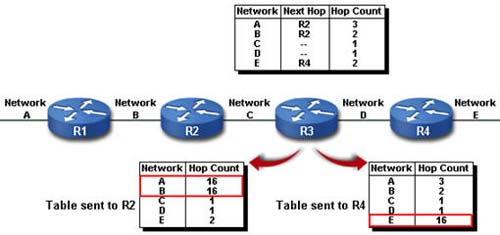 Network Next Hop Hop Count
A R2 3
B R2 2
C -- 1
D -- 1
E R4 2
Network Network Network Network Network
A B C D E
R1 R2 R3 R4
Table sent to R2
Network Hop Count
A 16
B 16
C 1
D 1
E 2
Table sent to R4
Network Hop Count
A 3
B 2
C 1
D 1
E 16